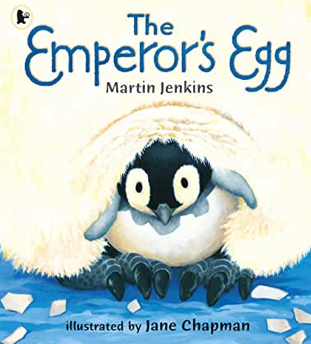 The
Emperor's Egg
Martin Jenkins
illustrated by Jane Chapman